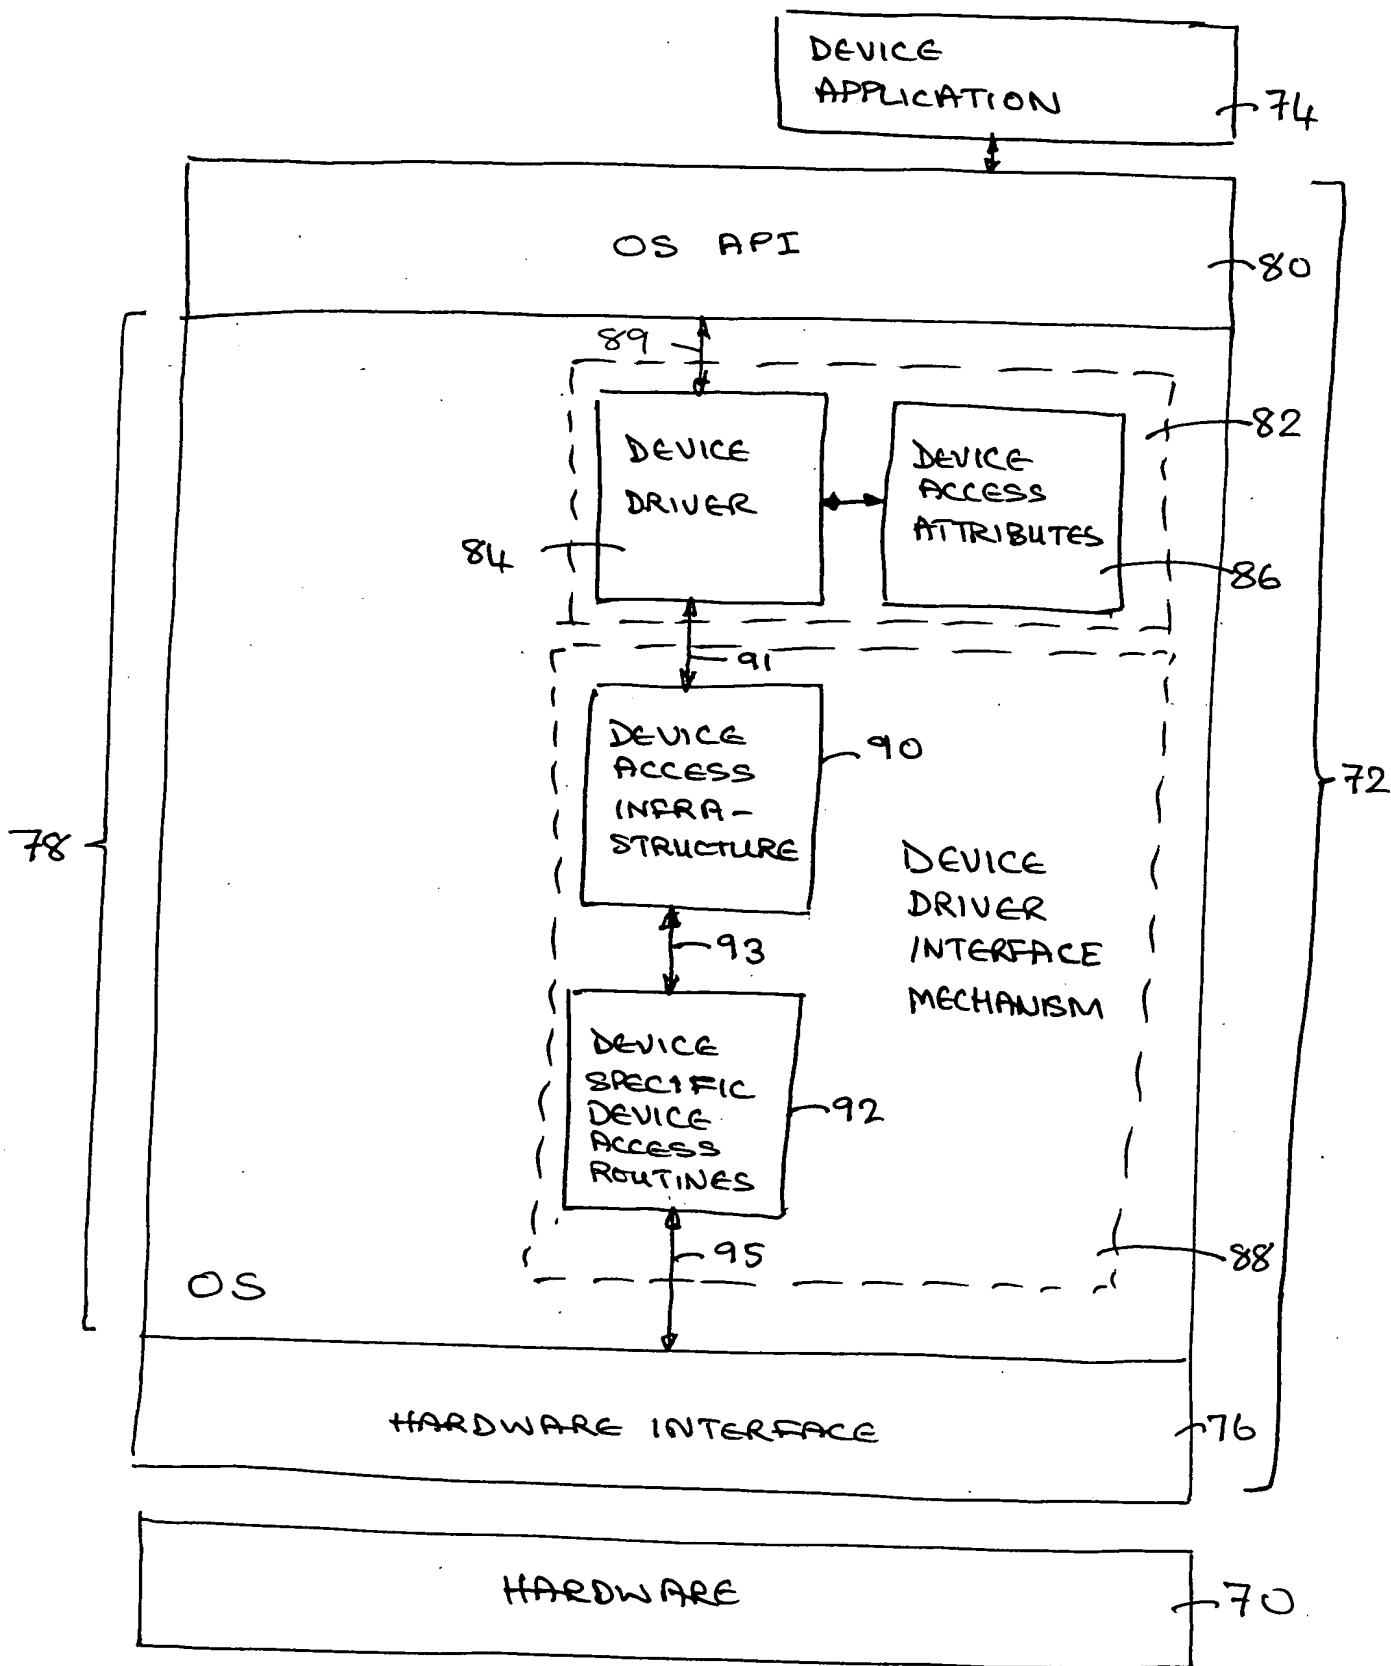 DEVICE
APPLICATION
74
OS API
80
89
82
DEVICE
DRIVER
84
DEVICE
ACCESS
ATTRIBUTES
86
91
DEVICE
ACCESS
INFRA-
STRUCTURE
90
72
78
DEVICE
DRIVER
INTERFACE
MECHANISM
93
DEVICE
SPECIFIC
DEVICE
ACCESS
ROUTINES
92
95
88
OS
HARDWARE INTERFACE
76
HARDWARE
70